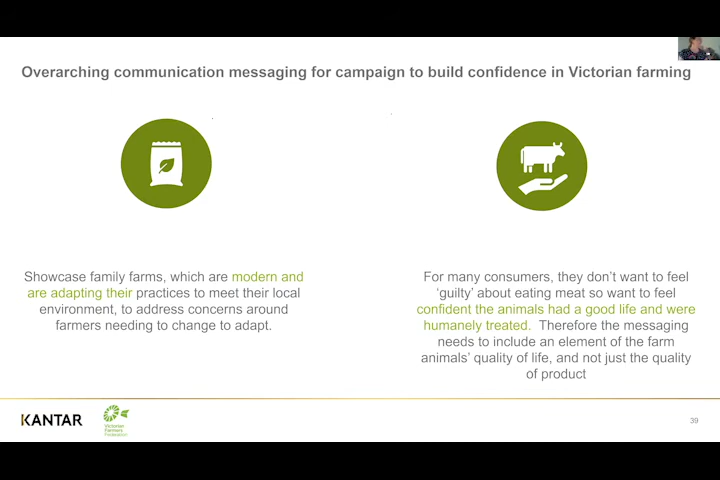 Overarching communication messaging for campaign to build confidence in Victorian farming
Showcase family farms, which are modern and
are adapting their practices to meet their local
environment, to address concerns around
farmers needing to change to adapt.
For many consumers, they don’t want to feel
‘guilty’ about eating meat so want to feel
confident the animals had a good life and were
humanely treated.  Therefore the messaging
needs to include an element of the farm
animals’ quality of life, and not just the quality
of product
KANTAR
Victorian
Farmers
Federation
39